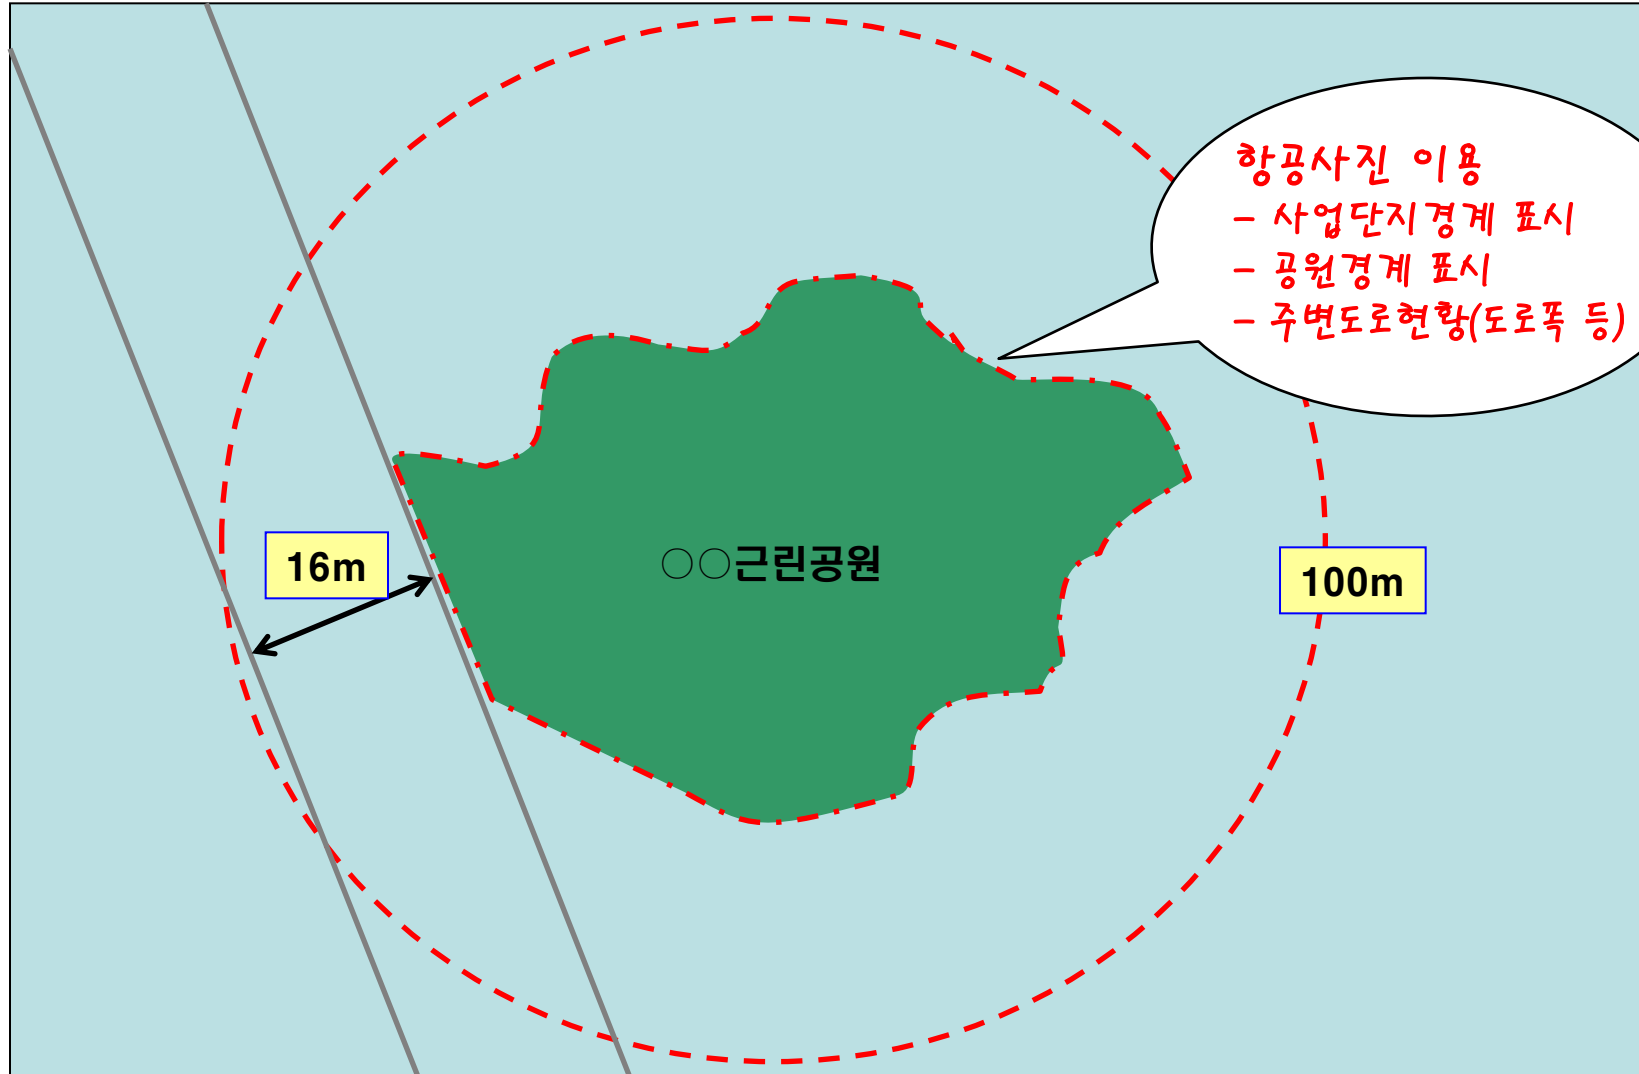 항공사진 이용
- 사업단지경계 표시
- 공원경계 표시
- 주변도로현황(도로폭 등)
16m
○○근린공원
100m